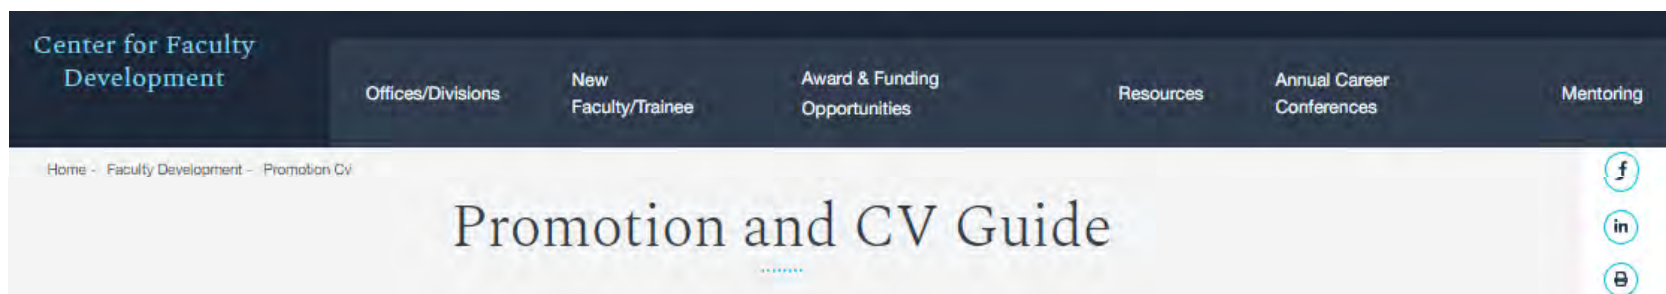 Center for Faculty
Development
Offices/Divisions
New
Faculty/Trainee
Award & Funding
Opportunities
Resources
Annual Career
Conferences
Mentoring
Home - Faculty Development - Promotion Cv
Promotion and CV Guide
f
in